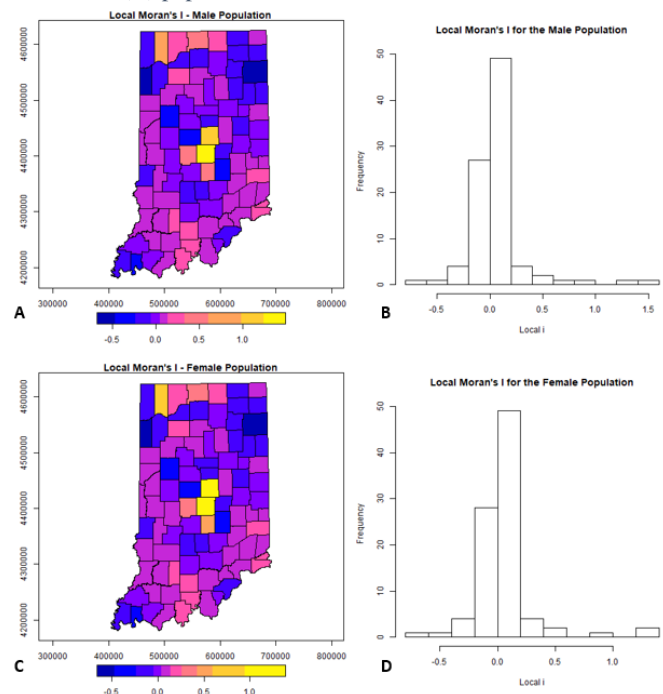 Local Moran's I - Male Population
4600000
4500000
4400000
4300000
4200000
300000 400000 500000 600000 700000 800000
A
-0.5 0.0 0.5 1.0
Local Moran's I for the Male Population
Frequency
50
40
30
20
10
0
-0.5 0.0 0.5 1.0 1.5
B
Local i
Local Moran's I - Female Population
4600000
4500000
4400000
4300000
4200000
300000 400000 500000 600000 700000 800000
C
-0.5 0.0 0.5 1.0
Local Moran's I for the Female Population
Frequency
50
40
30
20
10
0
-0.5 0.0 0.5 1.0
D
Local i